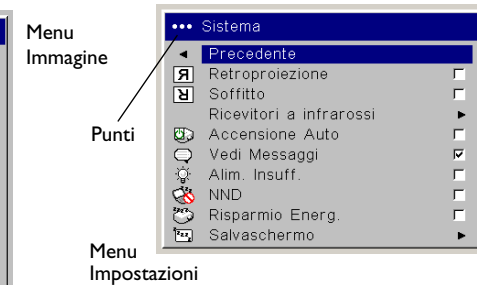 Menu
Immagine
Punti
••• Sistema
Precedente
Retroproiezione
Soffitto
Ricevitori a infrarossi
Accensione Auto
Vedi Messaggi
Alim. Insuff.
NND
Risparmio Energ.
Salvaschermo
Menu
Impostazioni